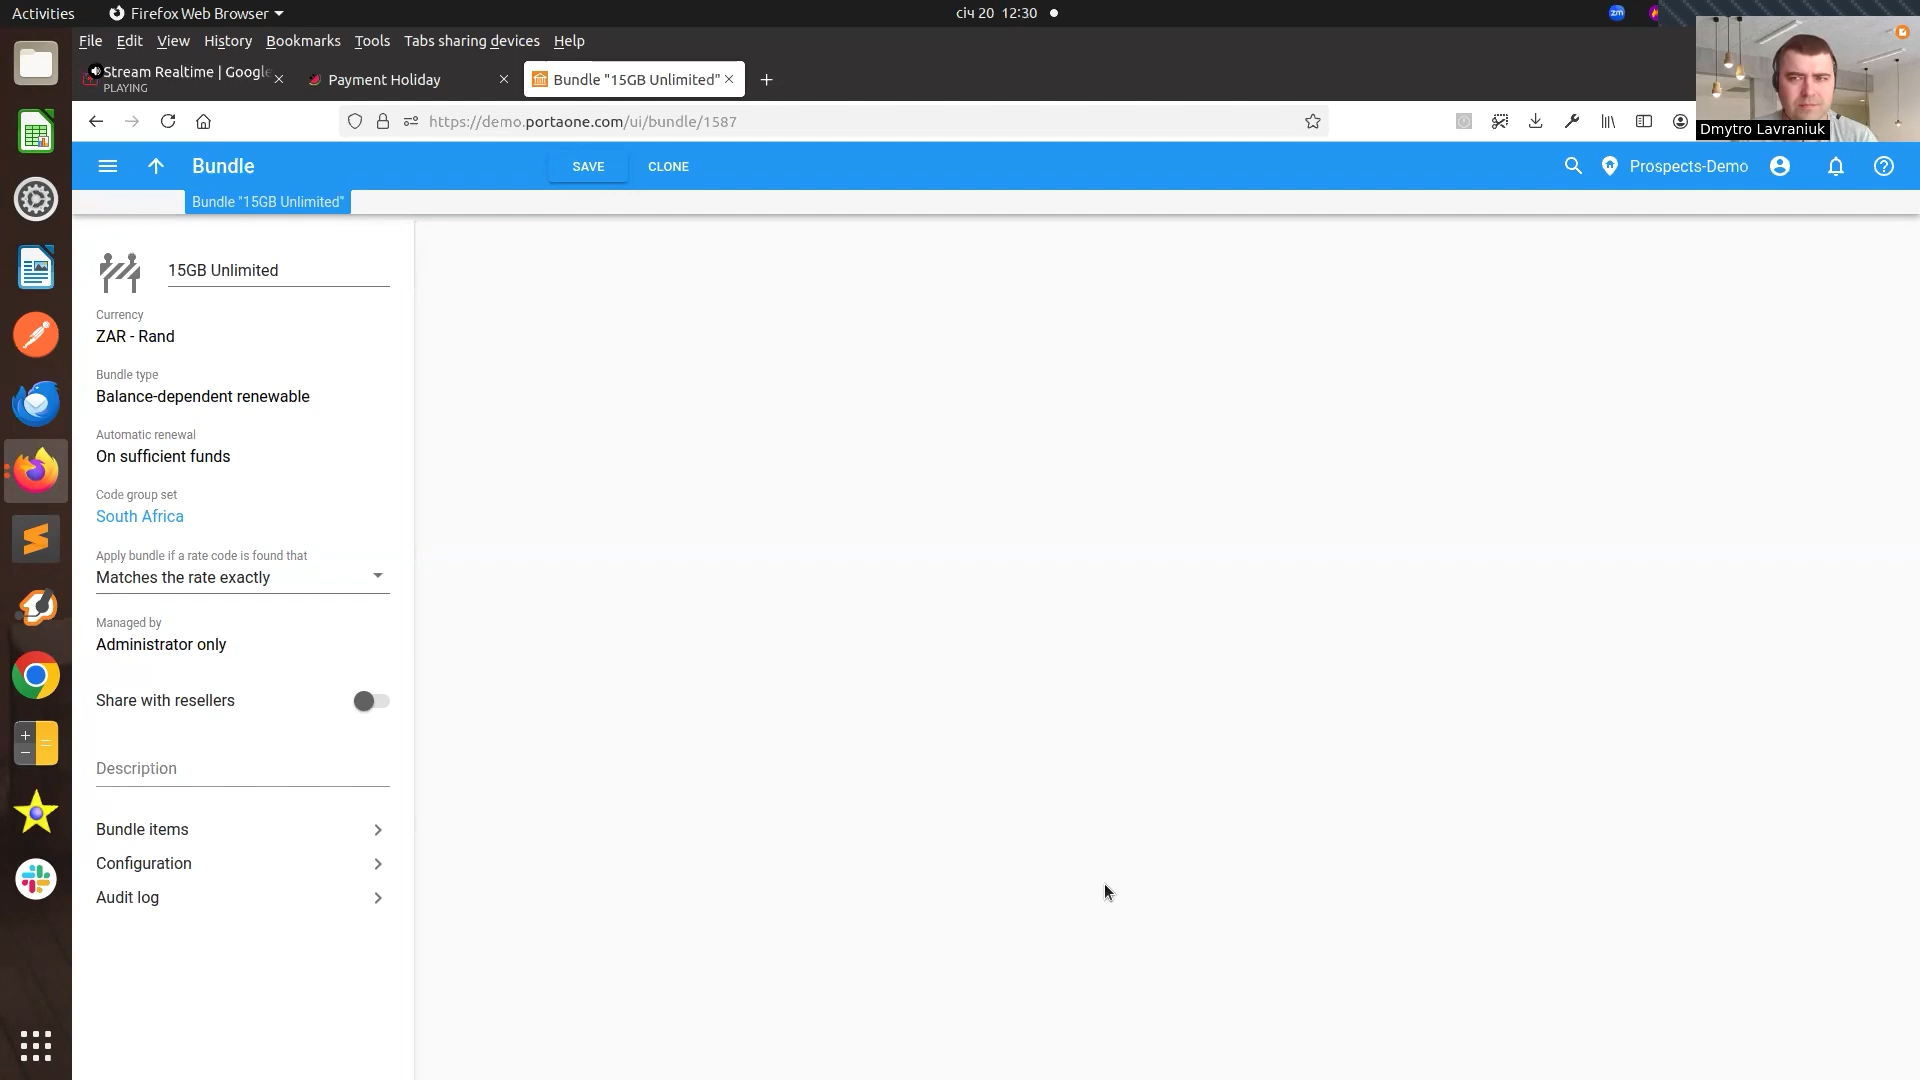 Activities
Firefox Web Browser
січ 20 12:30
zm
File Edit View History Bookmarks Tools Tabs sharing devices Help
Stream Realtime | Google
PLAYING
Payment Holiday
Bundle "15GB Unlimited"
https://demo.portaone.com/ui/bundle/1587
Dmytro Lavraniuk
Bundle
SAVE
CLONE
Prospects-Demo
Bundle "15GB Unlimited"
15GB Unlimited
Currency
ZAR - Rand
Bundle type
Balance-dependent renewable
Automatic renewal
On sufficient funds
Code group set
South Africa
Apply bundle if a rate code is found that
Matches the rate exactly
Managed by
Administrator only
Share with resellers
Description
Bundle items
Configuration
Audit log